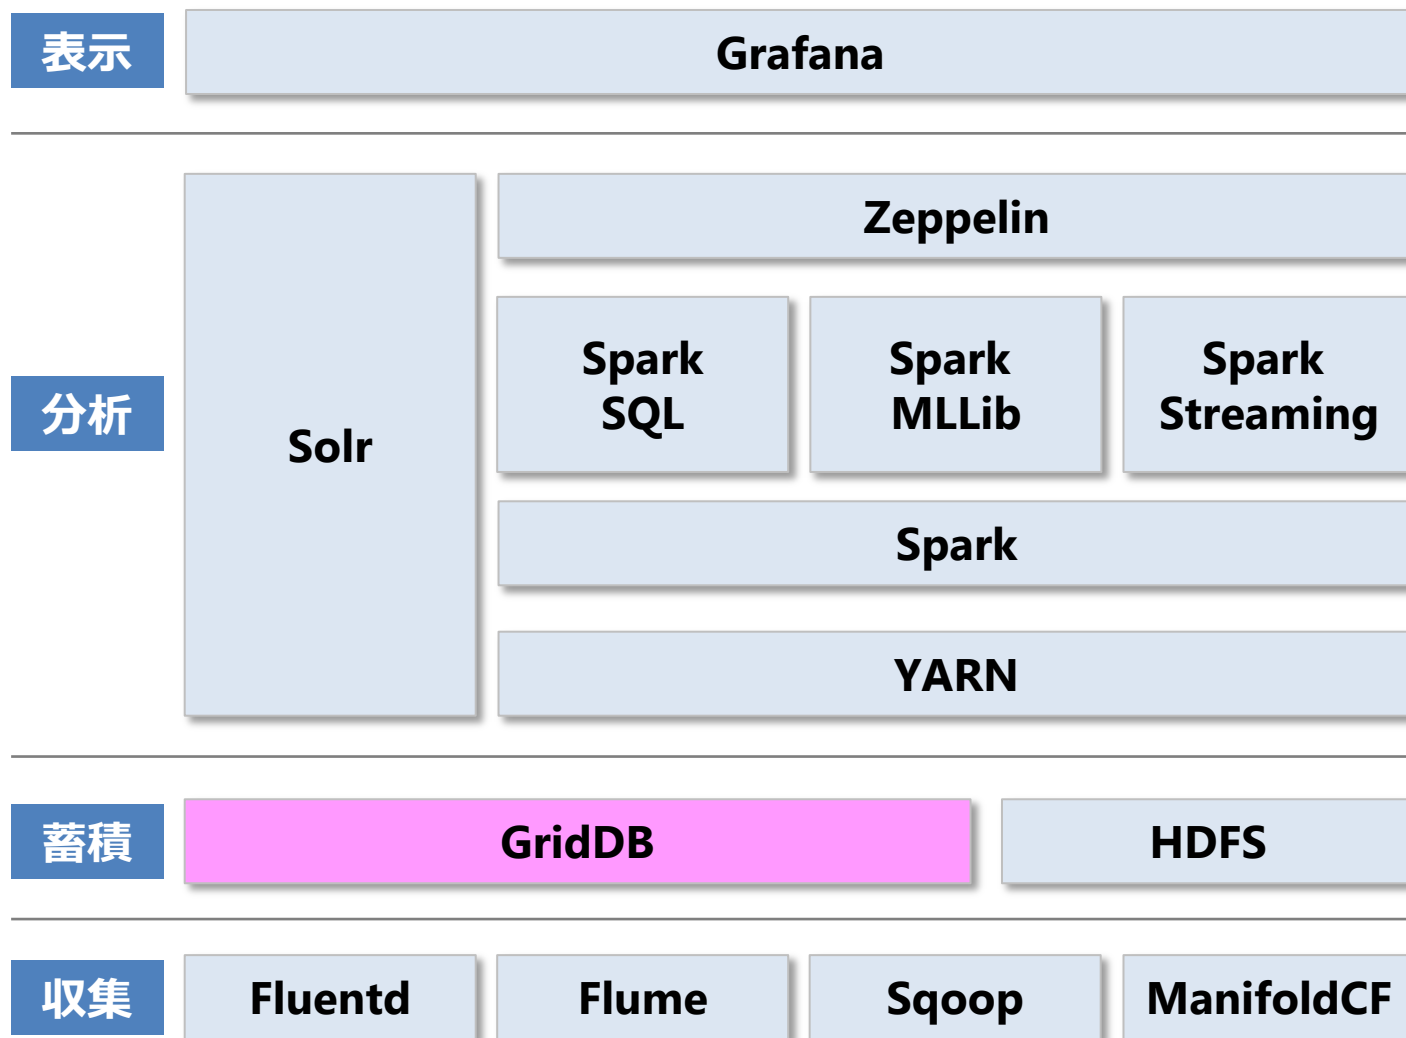 表示
Grafana
分析
Solr
Zeppelin
Spark
SQL
Spark
MLLib
Spark
Streaming
Spark
YARN
蓄積
GridDB
HDFS
収集
Fluentd
Flume
Sqoop
ManifoldCF